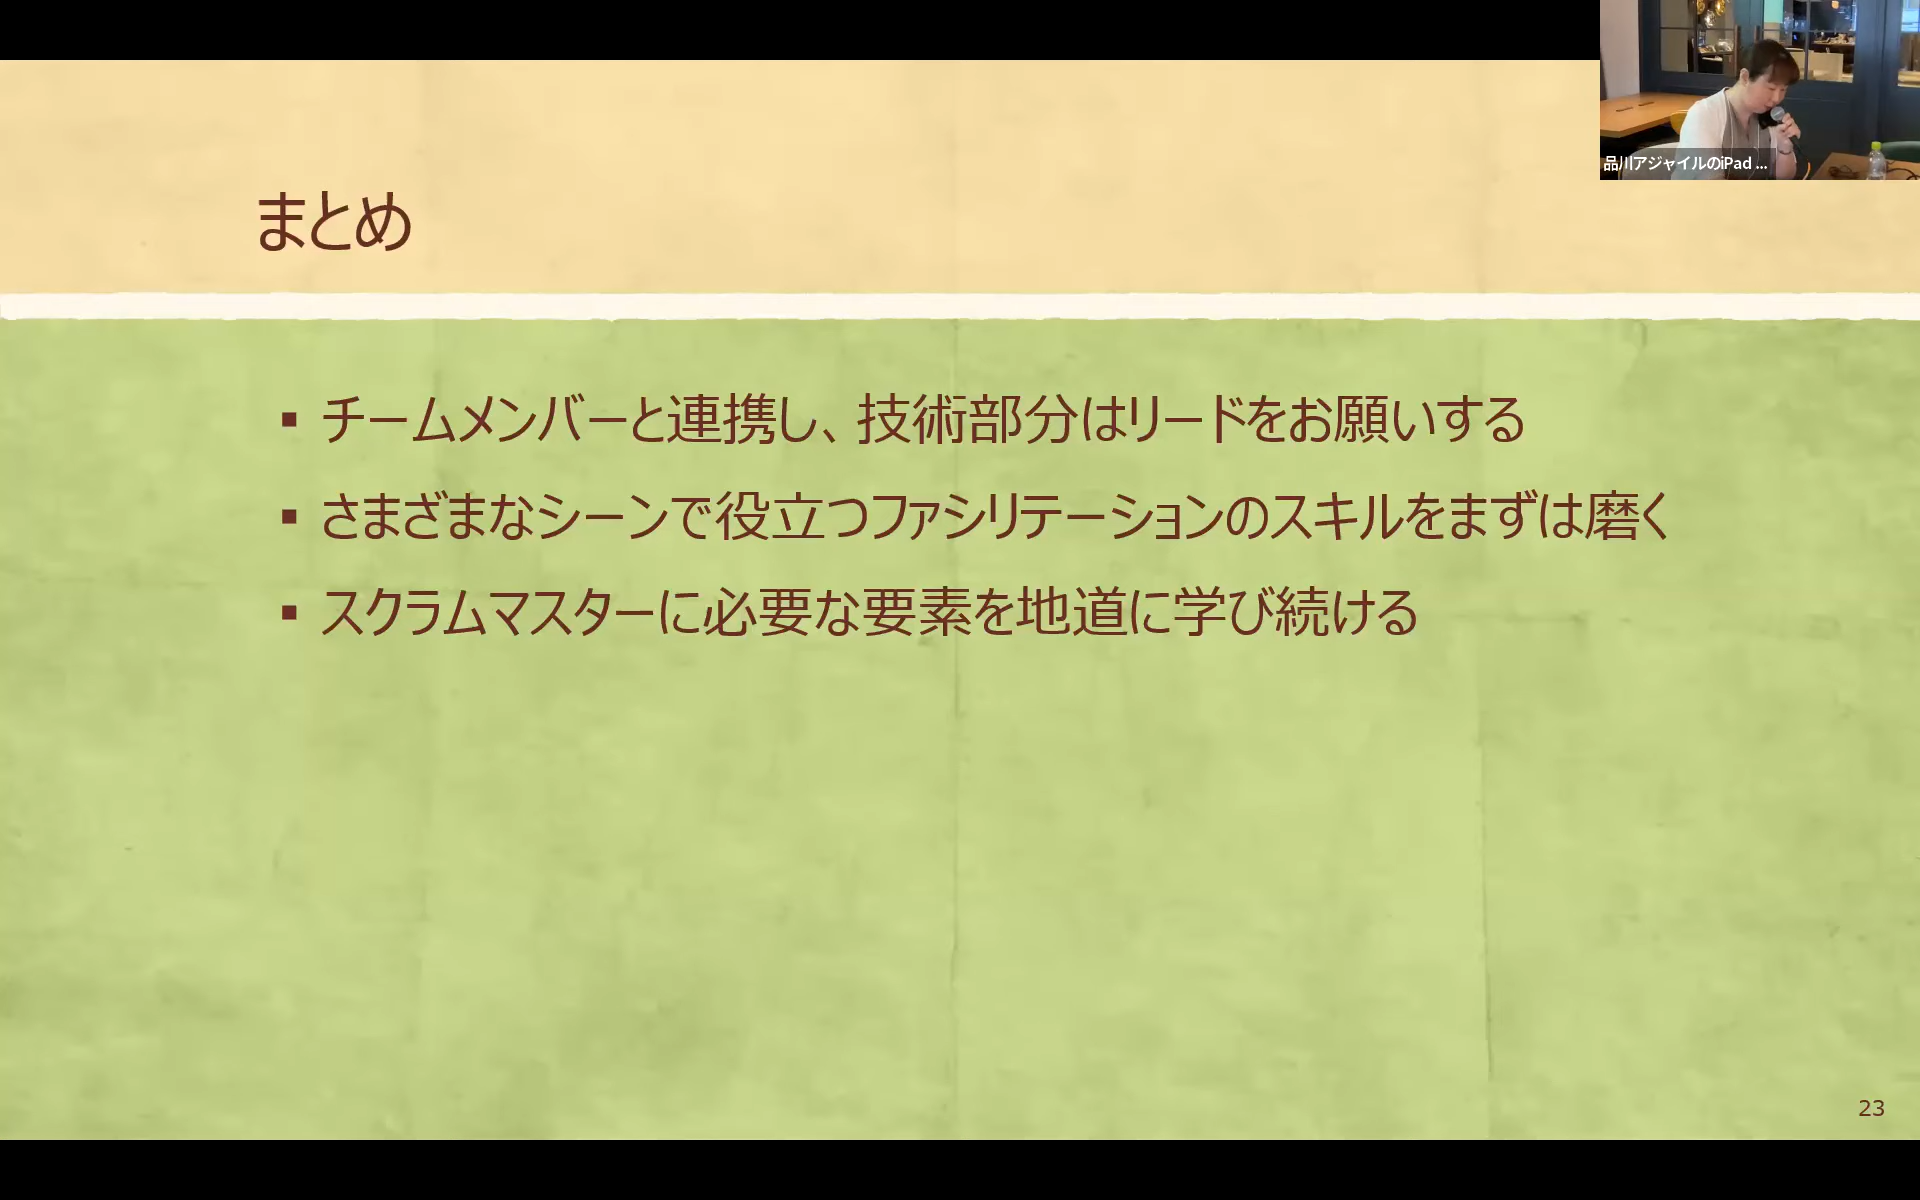 品川アジャイルのiPad ...
まとめ
▪ チームメンバーと連携し、技術部分はリードをお願いする
▪ さまざまなシーンで役立つファシリテーションのスキルをまずは磨く
▪ スクラムマスターに必要な要素を地道に学び続ける
23